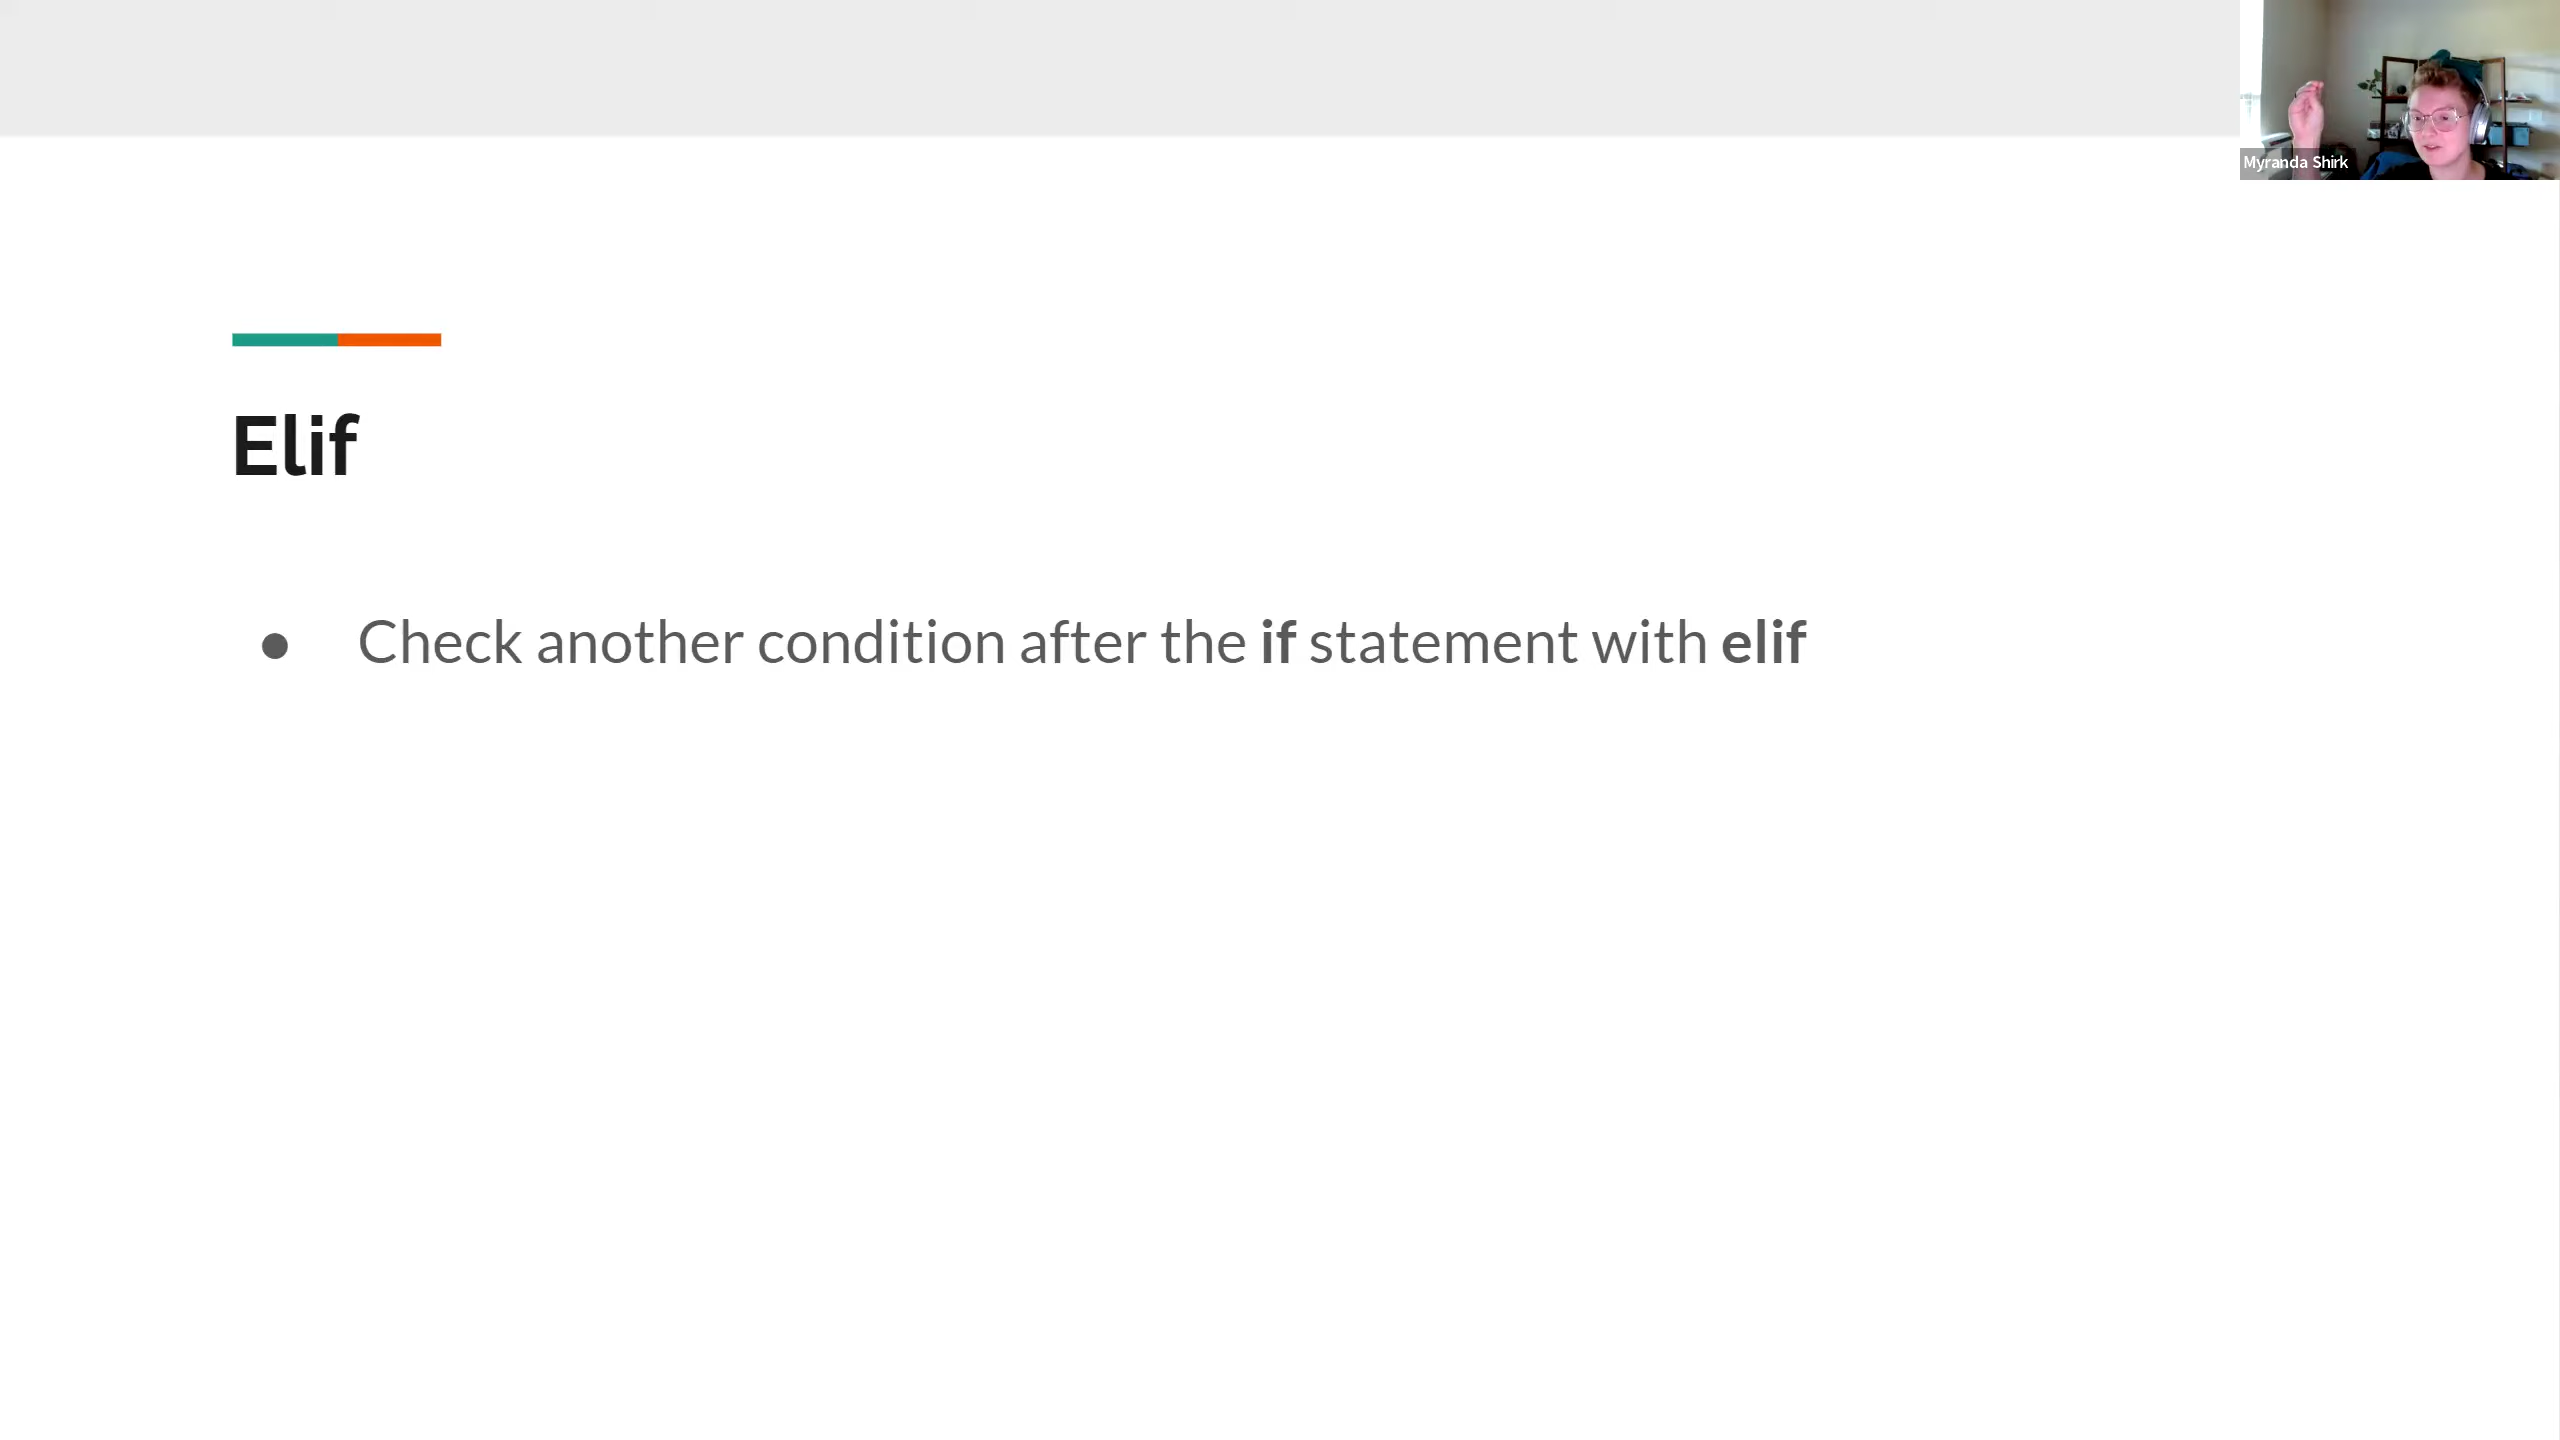 Myranda Shirk
Elif
● Check another condition after the if statement with elif